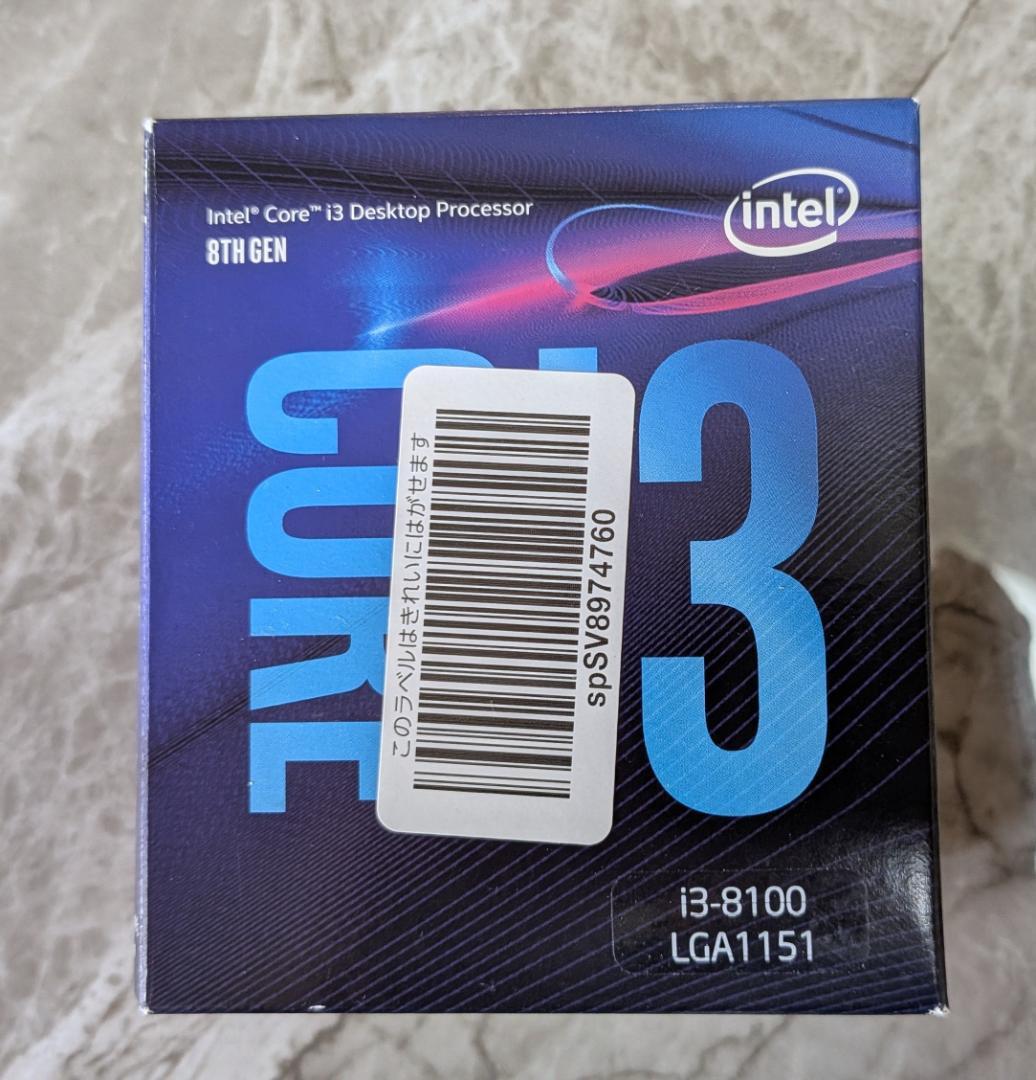 Intel® Core™ i3 Desktop Processor
8TH GEN
intel®
CORE
i3
このラベルはきれいにはがせます
spSV8974760
i3-8100
LGA1151